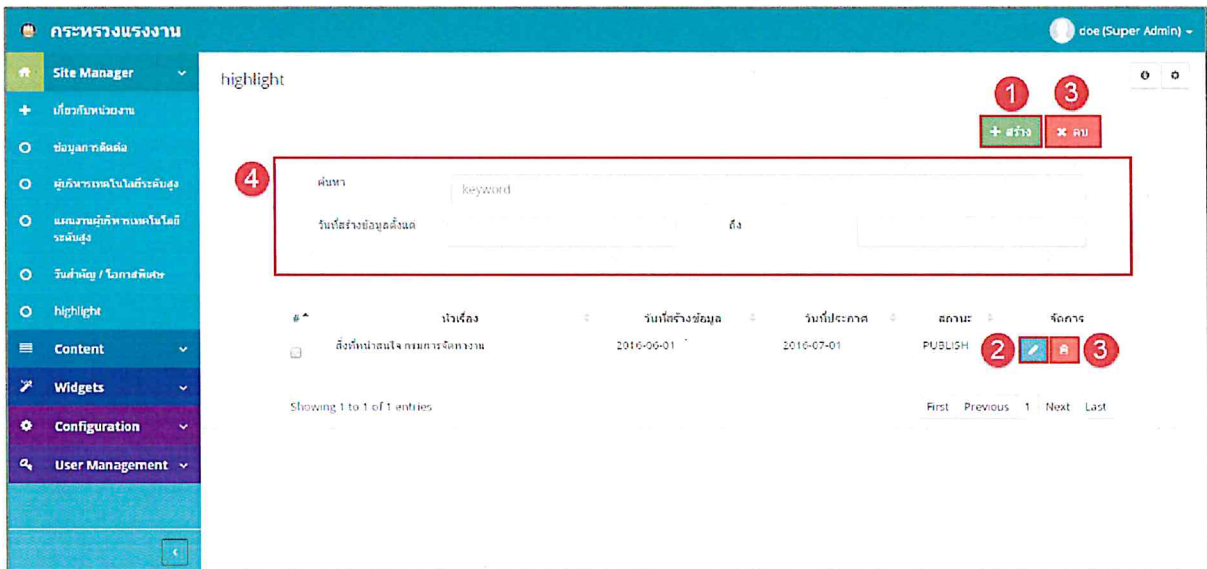 กระทรวงแรงงาน
doe (Super Admin)
Site Manager
เกี่ยวกับหน่วยงาน
ข้อมูลการติดต่อ
ผู้บริหารเทคโนโลยีระดับสูง
แผนงานผู้บริหารเทคโนโลยี
ระดับสูง
วันสำคัญ / โอกาสพิเศษ
highlight
Content
Widgets
Configuration
User Management
highlight
1 3
+ สร้าง ✖ ลบ
4
ค้นหา keyword
วันที่สร้างข้อมูลตั้งแต่ ถึง
# หัวเรื่อง วันที่สร้างข้อมูล วันที่ประกาศ สถานะ จัดการ
สิ่งที่น่าสนใจ กรมการจัดหางาน 2016-06-01 2016-07-01 PUBLISH 2 3
Showing 1 to 1 of 1 entries
First Previous 1 Next Last